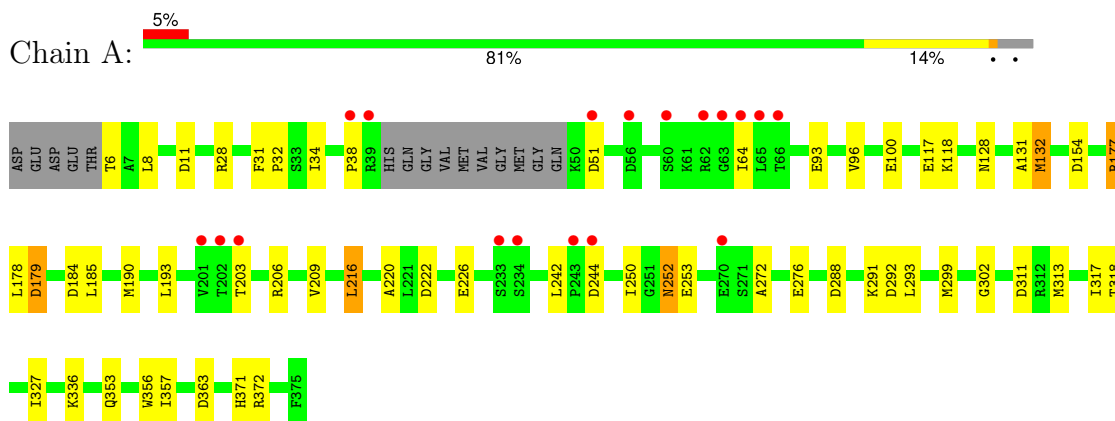 5%
Chain A:
81% 14% • •
ASP GLU ASP GLU THR T6 A7 L8 D11 R28 F31 P32 S33 I34 P38 R39 HIS GLN GLY VAL MET VAL GLY MET GLY GLN K50 D51 D56 S60 K61 R62 G63 I64 L65 T66 E93 V96 E100 E117 K118 N128 A131 M132 D154 R177
L178 D179 D184 L185 M190 L193 V201 T202 T203 R206 V209 L216 A220 L221 D222 E226 S233 S234 L242 P243 D244 I250 G251 N252 E253 E270 S271 A272 E276 D288 K291 D292 L293 M299 G302 D311 R312 M313 I317 T318
I327 K336 Q353 W356 I357 D363 H371 R372 F375